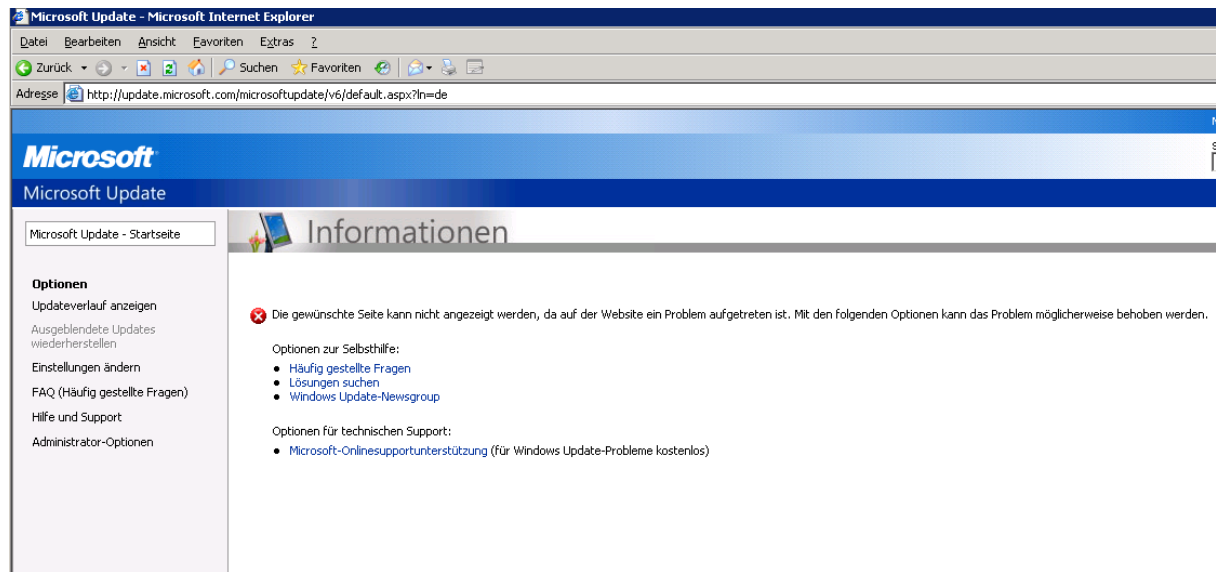 Microsoft Update - Microsoft Internet Explorer
Datei Bearbeiten Ansicht Favoriten Extras ?
Zurück Suchen Favoriten
Adresse http://update.microsoft.com/microsoftupdate/v6/default.aspx?ln=de
Microsoft
Microsoft Update
Microsoft Update - Startseite
Informationen
Optionen
Updateverlauf anzeigen
Ausgeblendete Updates
wiederherstellen
Einstellungen ändern
FAQ (Häufig gestellte Fragen)
Hilfe und Support
Administrator-Optionen
Die gewünschte Seite kann nicht angezeigt werden, da auf der Website ein Problem aufgetreten ist. Mit den folgenden Optionen kann das Problem möglicherweise behoben werden.
Optionen zur Selbsthilfe:
Häufig gestellte Fragen
Lösungen suchen
Windows Update-Newsgroup
Optionen für technischen Support:
Microsoft-Onlinesupportunterstützung (für Windows Update-Probleme kostenlos)